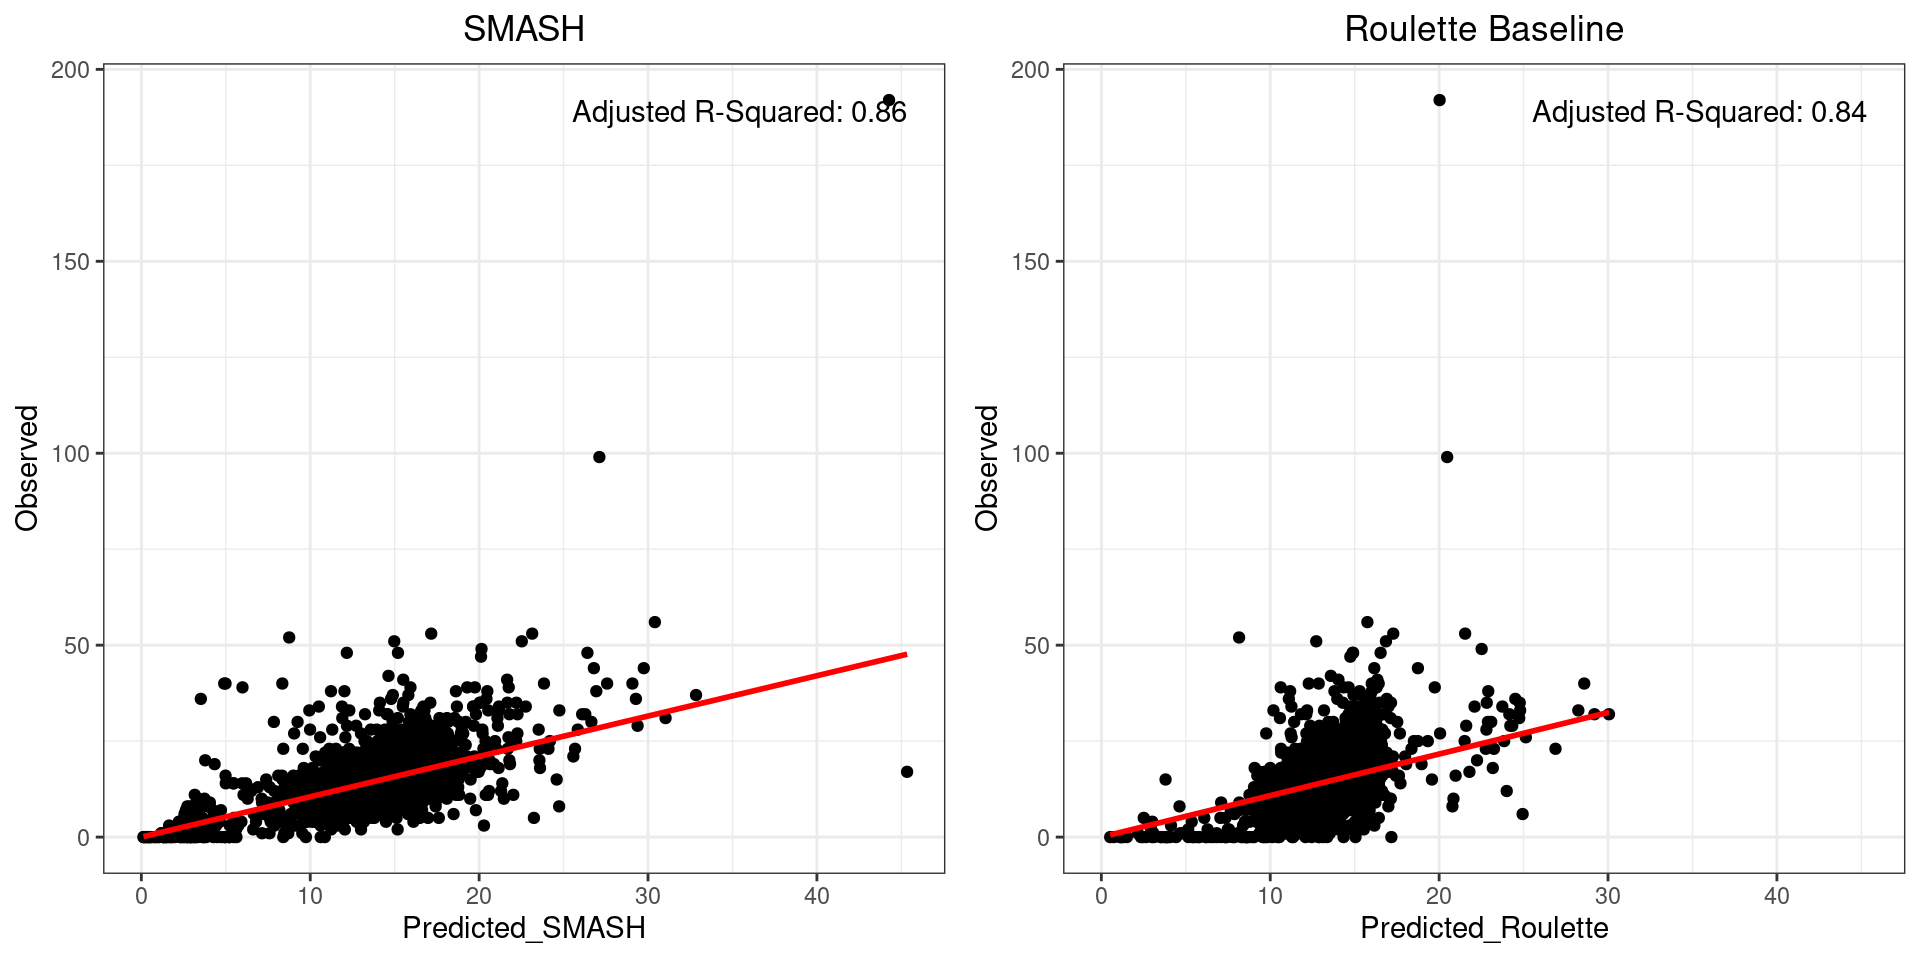 SMASH
Adjusted R-Squared: 0.86
Observed
200
150
100
50
0
0 10 20 30 40
Predicted_SMASH
Roulette Baseline
Adjusted R-Squared: 0.84
Observed
200
150
100
50
0
0 10 20 30 40
Predicted_Roulette